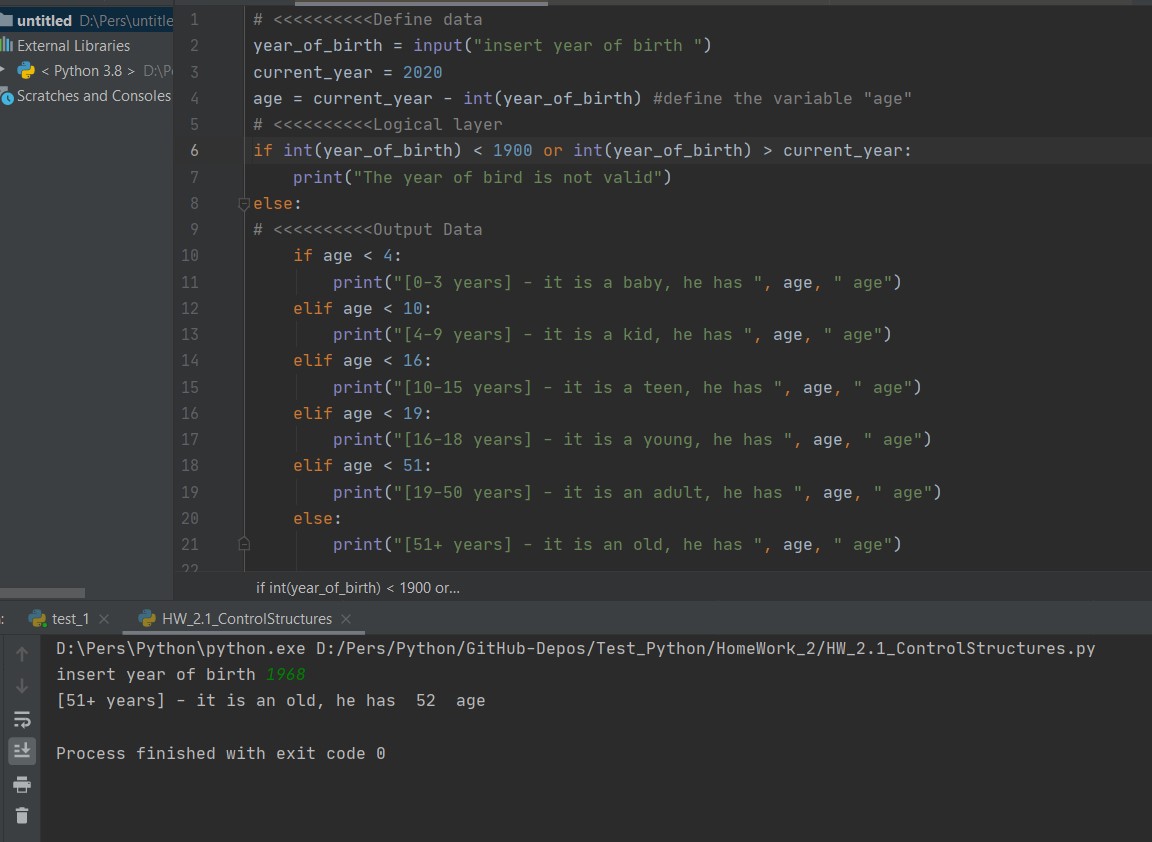 untitled D:\Pers\untitle
External Libraries
< Python 3.8 > D:\P
Scratches and Consoles
1 # <<<<<<<<<<Define data
2 year_of_birth = input("insert year of birth ")
3 current_year = 2020
4 age = current_year - int(year_of_birth) #define the variable "age"
5 # <<<<<<<<<<Logical layer
6 if int(year_of_birth) < 1900 or int(year_of_birth) > current_year:
7     print("The year of bird is not valid")
8 else:
9 # <<<<<<<<<<Output Data
10     if age < 4:
11         print("[0-3 years] - it is a baby, he has ", age, " age")
12     elif age < 10:
13         print("[4-9 years] - it is a kid, he has ", age, " age")
14     elif age < 16:
15         print("[10-15 years] - it is a teen, he has ", age, " age")
16     elif age < 19:
17         print("[16-18 years] - it is a young, he has ", age, " age")
18     elif age < 51:
19         print("[19-50 years] - it is an adult, he has ", age, " age")
20     else:
21         print("[51+ years] - it is an old, he has ", age, " age")
22
if int(year_of_birth) < 1900 or...
: test_1 HW_2.1_ControlStructures
D:\Pers\Python\python.exe D:/Pers/Python/GitHub-Depos/Test_Python/HomeWork_2/HW_2.1_ControlStructures.py
insert year of birth 1968
[51+ years] - it is an old, he has  52  age
Process finished with exit code 0